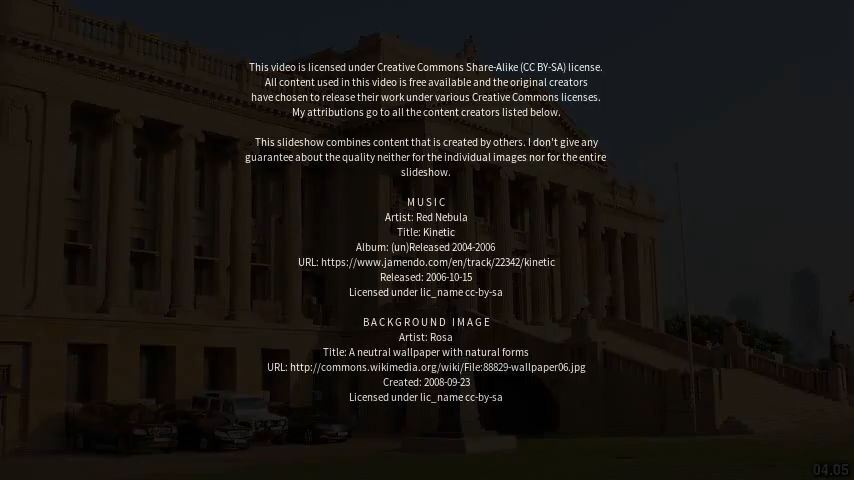 This video is licensed under Creative Commons Share-Alike (CC BY-SA) license.
All content used in this video is free available and the original creators
have chosen to release their work under various Creative Commons licenses.
My attributions go to all the content creators listed below.
This slideshow combines content that is created by others. I don't give any
guarantee about the quality neither for the individual images nor for the entire
slideshow.
MUSIC
Artist: Red Nebula
Title: Kinetic
Album: (un)Released 2004-2006
URL: https://www.jamendo.com/en/track/22342/kinetic
Released: 2006-10-15
Licensed under lic_name cc-by-sa
BACKGROUND IMAGE
Artist: Rosa
Title: A neutral wallpaper with natural forms
URL: http://commons.wikimedia.org/wiki/File:88829-wallpaper06.jpg
Created: 2008-09-23
Licensed under lic_name cc-by-sa
04.05